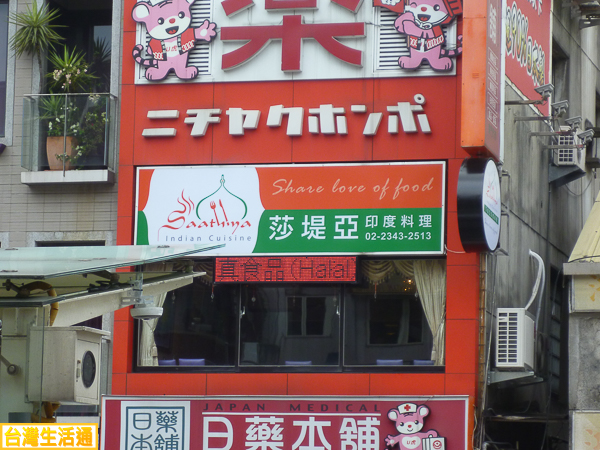 薬
ニチヤクホンポ
Share love of food
Saathiya
Indian Cuisine
莎堤亞 印度料理
02-2343-2513
真食品(Halal
JAPAN MEDICAL
日藥
本舖
日藥本舖
台灣生活通